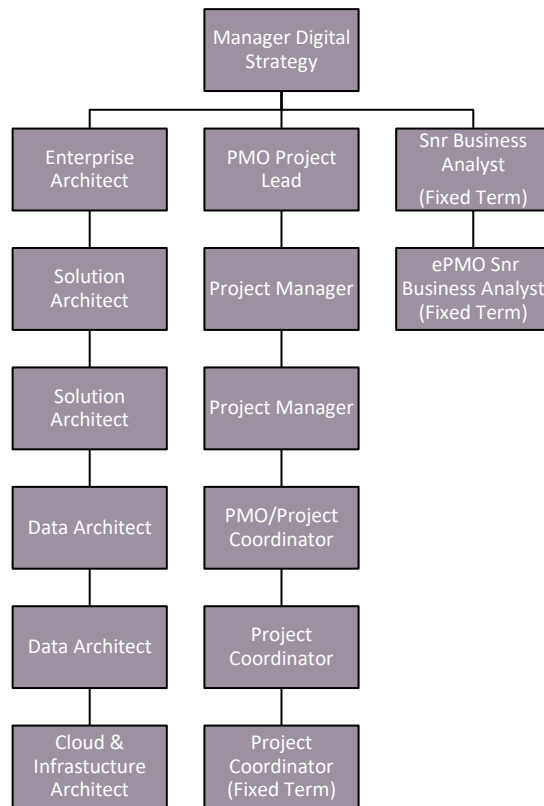 Manager Digital
Strategy
Enterprise
Architect
Solution
Architect
Solution
Architect
Data Architect
Data Architect
Cloud &
Infrastucture
Architect
PMO Project
Lead
Project Manager
Project Manager
PMO/Project
Coordinator
Project
Coordinator
Project
Coordinator
(Fixed Term)
Snr Business
Analyst
(Fixed Term)
ePMO Snr
Business Analyst
(Fixed Term)